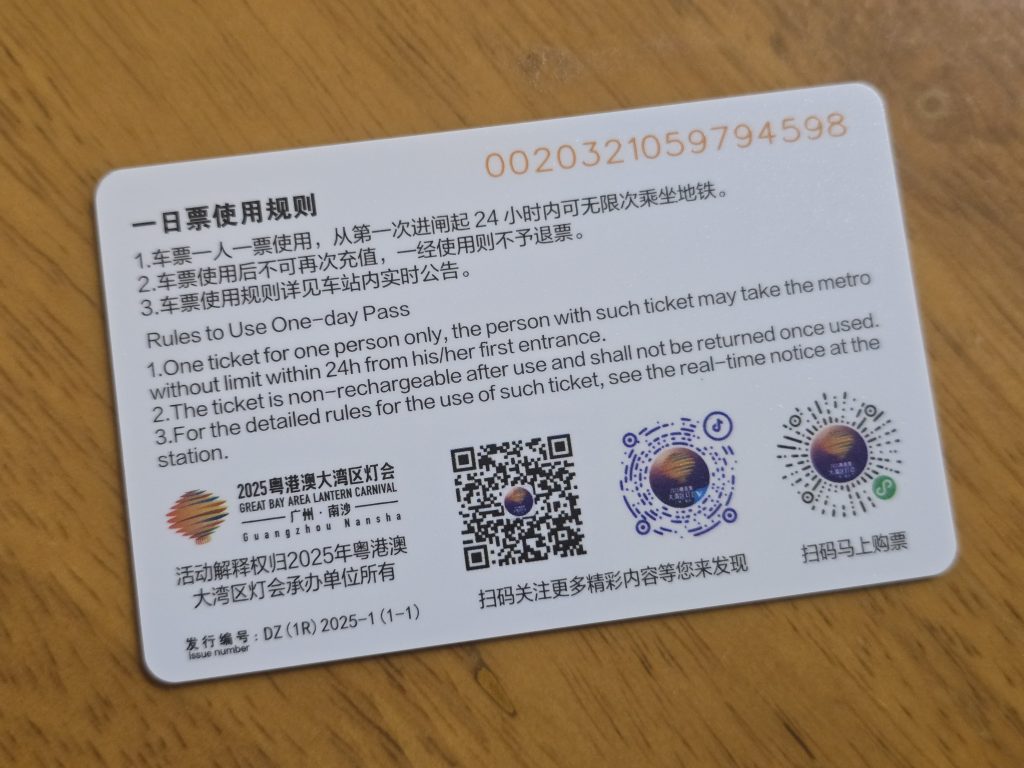 0020321059794598
一日票使用规则
1.车票一人一票使用，从第一次进闸起 24 小时内可无限次乘坐地铁。
2.车票使用后不可再次充值，一经使用则不予退票。
3.车票使用规则详见车站内实时公告。
Rules to Use One-day Pass
1.One ticket for one person only, the person with such ticket may take the metro
without limit within 24h from his/her first entrance.
2.The ticket is non-rechargeable after use and shall not be returned once used.
3.For the detailed rules for the use of such ticket, see the real-time notice at the
station.
2025粤港澳大湾区灯会
GREAT BAY AREA LANTERN CARNIVAL
广州·南沙
Guangzhou Nansha
活动解释权归2025年粤港澳
大湾区灯会承办单位所有
扫码关注更多精彩内容等您来发现
扫码马上购票
发行编号：DZ(1R)2025-1(1-1)
Issue number